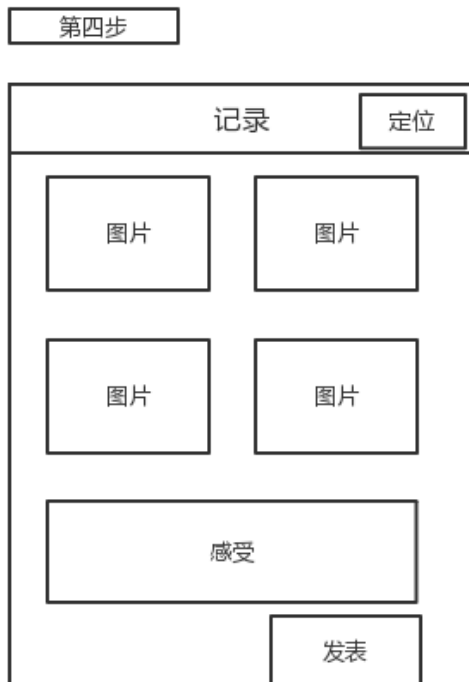 第四步
记录 定位
图片 图片
图片 图片
感受
发表